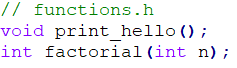 // functions.h
void print_hello();
int factorial(int n);